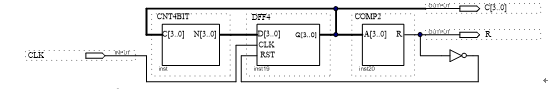 CNT4BIT
DFF4
COMP2
C[3..0]
C[3..0]
N[3..0]
D[3..0]
Q[3..0]
A[3..0]
R
R
CLK
RST
CLK
inst
inst19
inst20